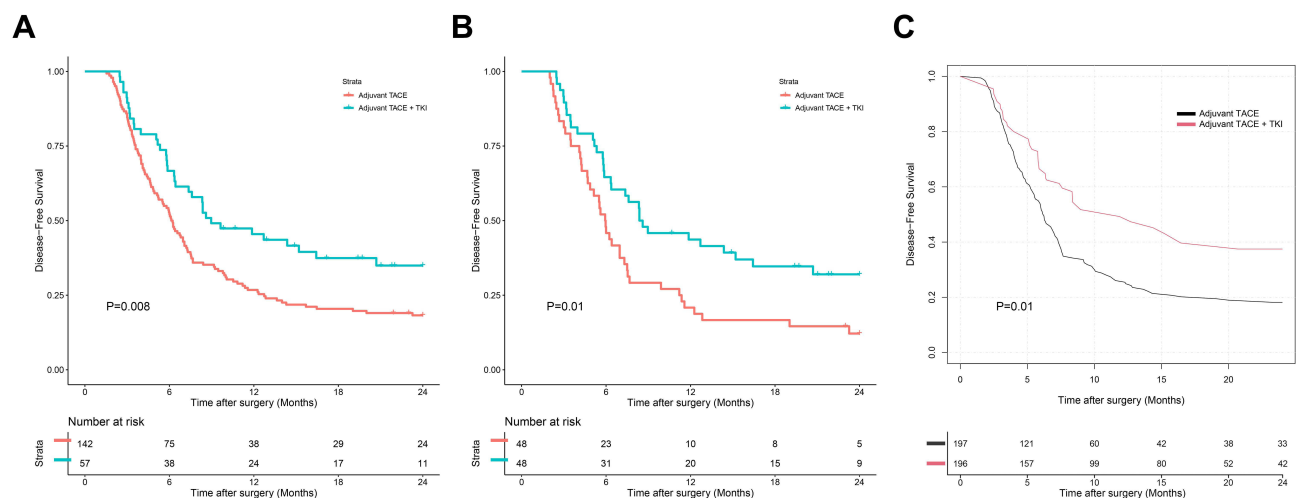 A
1.00
0.75
0.50
0.25
0.00
Disease-Free Survival
Strata
Adjuvant TACE
Adjuvant TACE + TKI
P=0.008
0 6 12 18 24
Time after surgery (Months)
Number at risk
Strata
142 75 38 29 24
57 38 24 17 11
0 6 12 18 24
Time after surgery (Months)
B
1.00
0.75
0.50
0.25
0.00
Disease-Free Survival
Strata
Adjuvant TACE
Adjuvant TACE + TKI
P=0.01
0 6 12 18 24
Time after surgery (Months)
Number at risk
Strata
48 23 10 8 5
48 31 20 15 9
0 6 12 18 24
Time after surgery (Months)
C
1.0
0.8
0.6
0.4
0.2
0.0
Disease-Free Survival
Adjuvant TACE
Adjuvant TACE + TKI
P=0.01
0 5 10 15 20
Time after surgery (Months)
197 121 60 42 38 33
196 157 99 80 52 42
0 5 10 15 20 24
Time after surgery (Months)